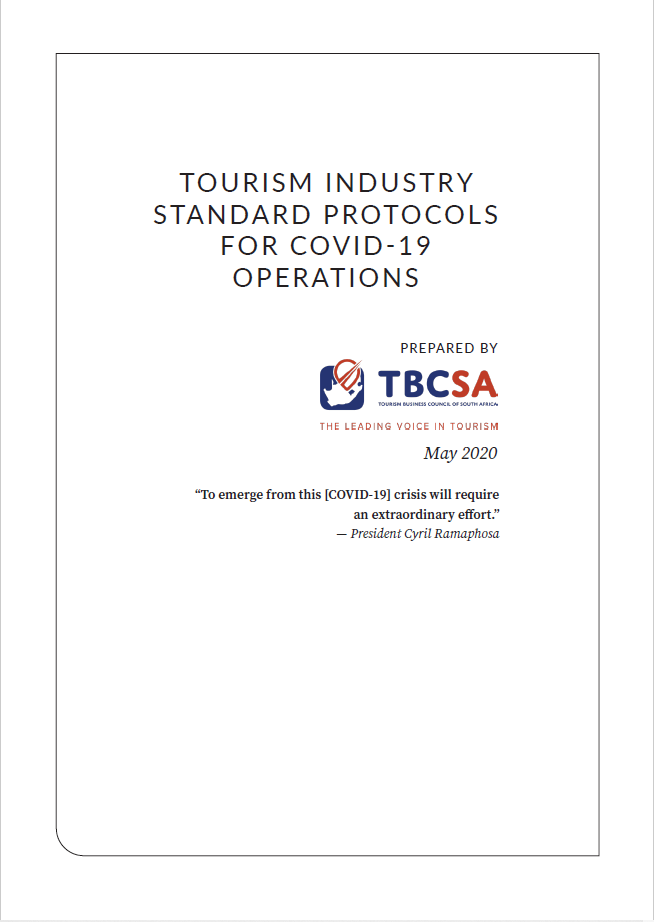 TOURISM INDUSTRY
STANDARD PROTOCOLS
FOR COVID-19
OPERATIONS
PREPARED BY
TBCSA
TOURISM BUSINESS COUNCIL OF SOUTH AFRICA
THE LEADING VOICE IN TOURISM
May 2020
“To emerge from this [COVID-19] crisis will require
an extraordinary effort.”
— President Cyril Ramaphosa